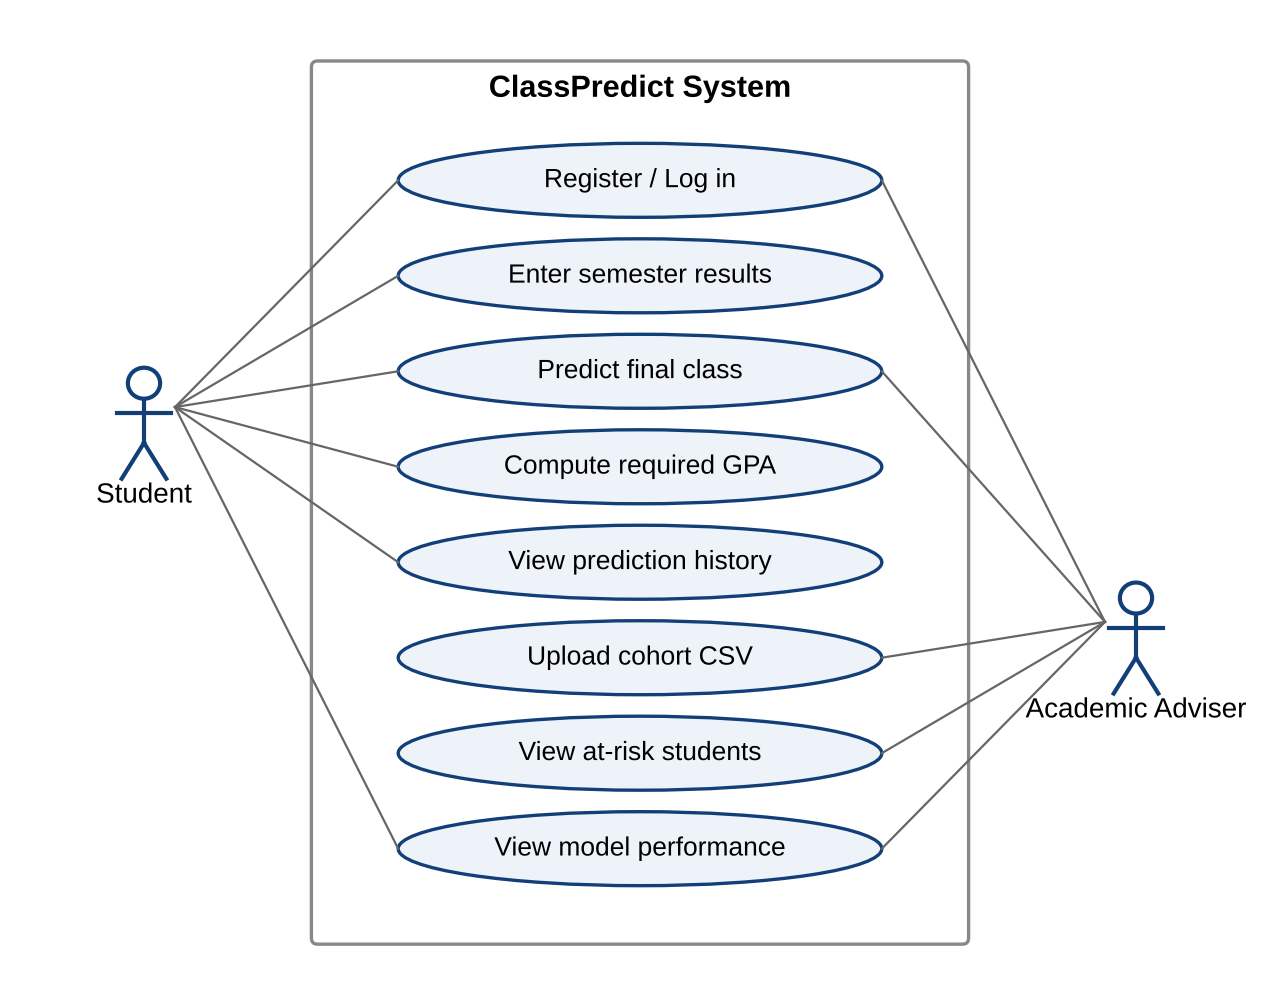 ClassPredict System
Register / Log in
Enter semester results
Predict final class
Compute required GPA
Student
View prediction history
Upload cohort CSV
Academic Adviser
View at-risk students
View model performance